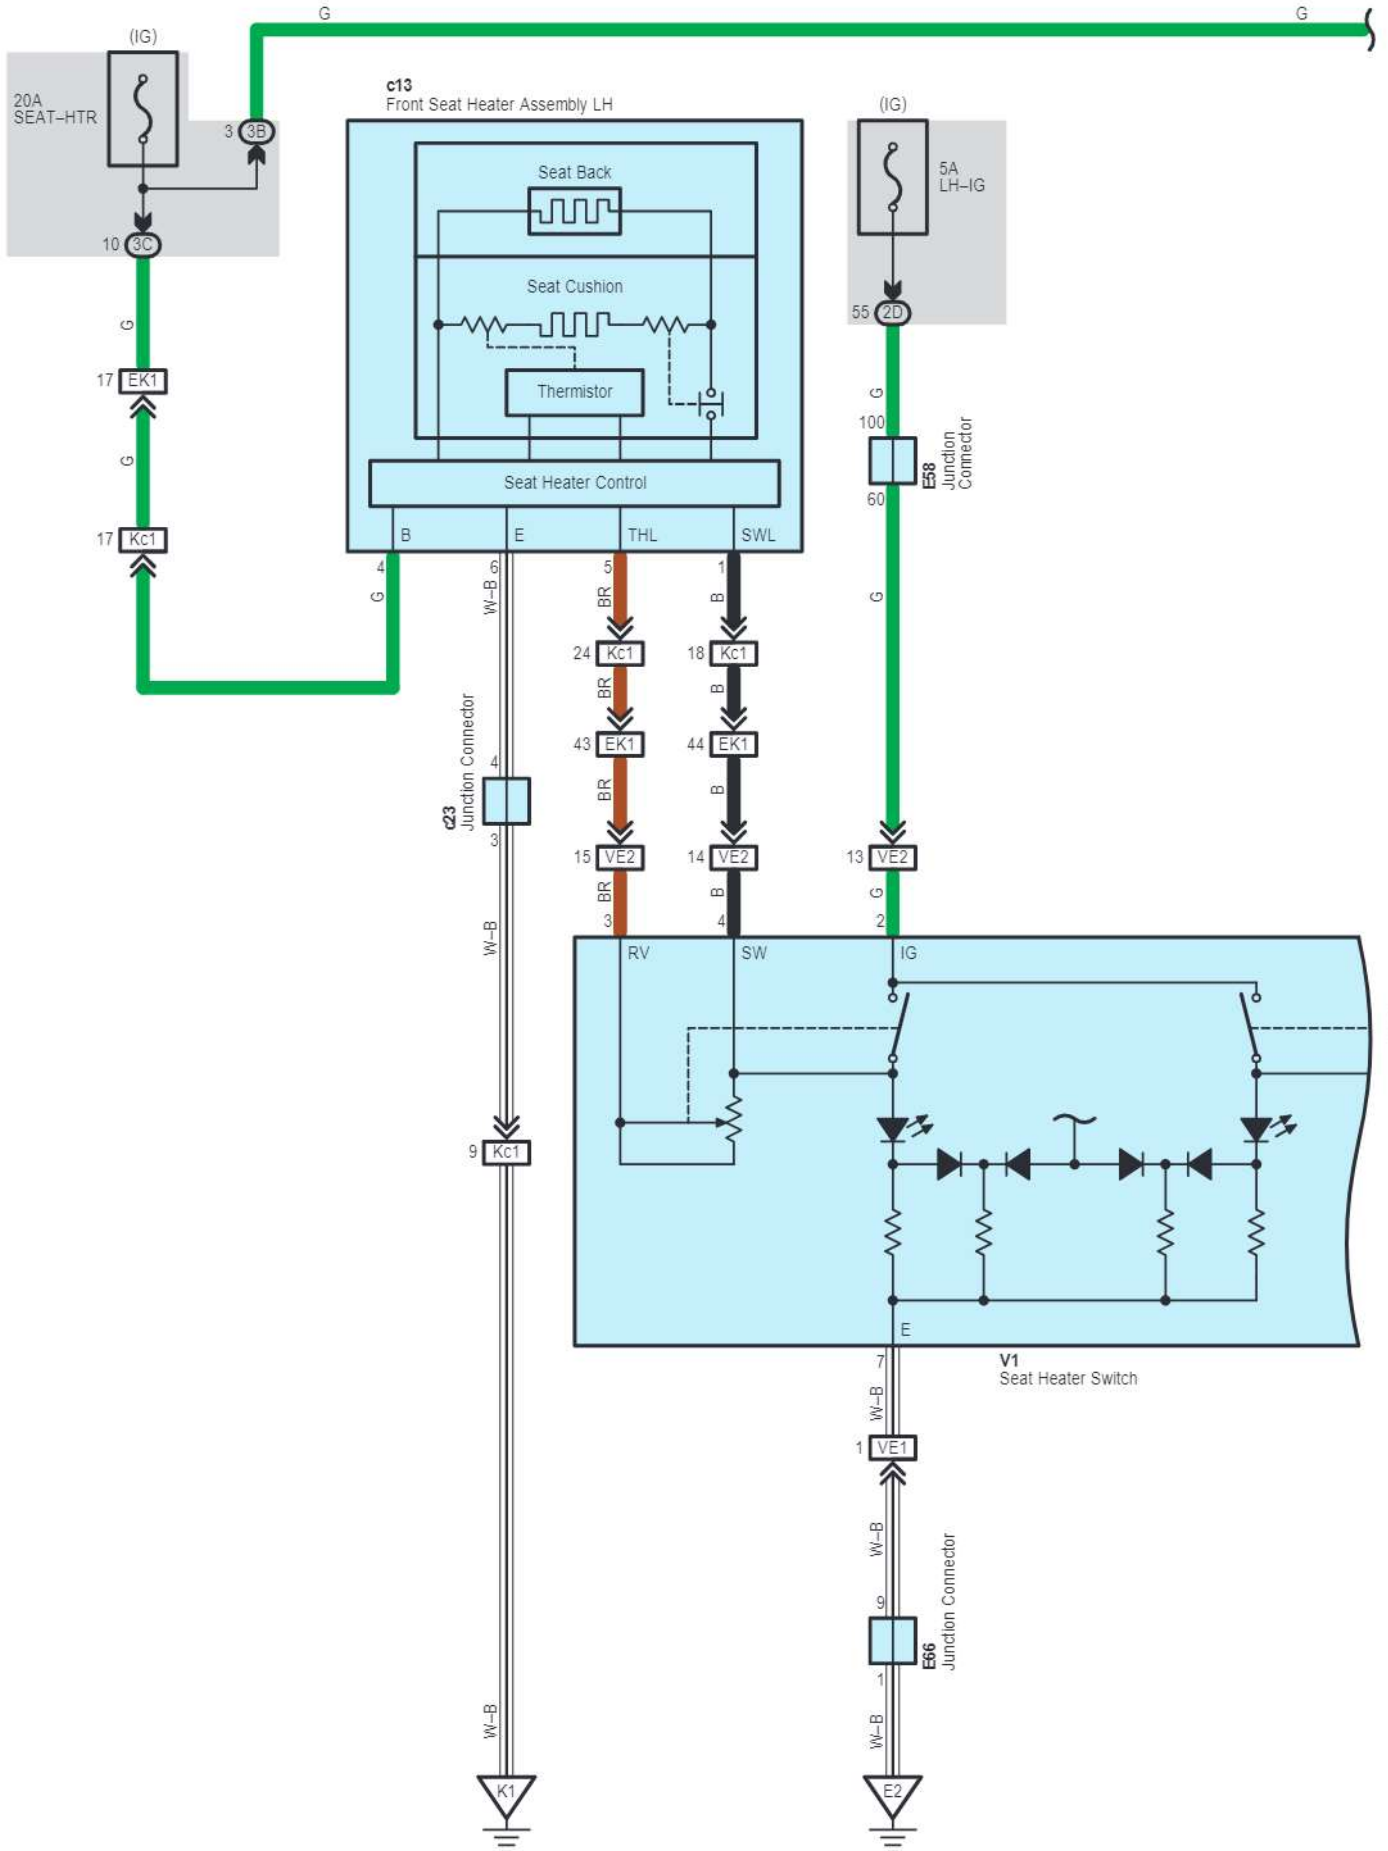 G
G
(IG)
20A
SEAT–HTR
3 3B
10 3C
G
17 EK1
G
17 Kc1
c13
Front Seat Heater Assembly LH
Seat Back
Seat Cushion
Thermistor
Seat Heater Control
B
E
THL
SWL
4
6
5
1
G
W–B
BR
B
(IG)
5A
LH–IG
55 2D
G
100
E58
Junction
Connector
60
G
24 Kc1
18 Kc1
BR
B
43 EK1
44 EK1
BR
B
4
c23
Junction Connector
3
15 VE2
14 VE2
13 VE2
BR
B
G
3
4
2
W–B
RV
SW
IG
9 Kc1
E
7
V1
Seat Heater Switch
W–B
1 VE1
W–B
9
E66
Junction Connector
1
W–B
W–B
K1
E2